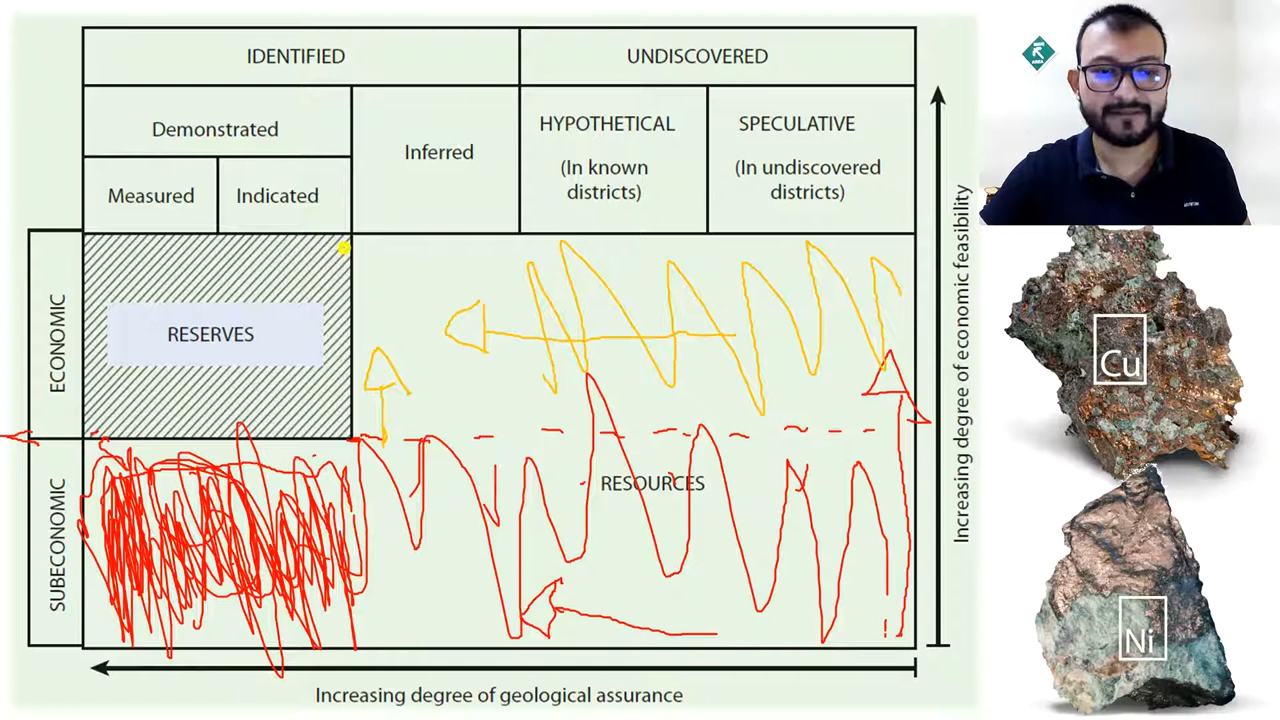 IDENTIFIED
UNDISCOVERED
Demonstrated
Inferred
HYPOTHETICAL
(In known
districts)
SPECULATIVE
(In undiscovered
districts)
Measured
Indicated
ECONOMIC
RESERVES
SUBECONOMIC
RESOURCES
Increasing degree of economic feasibility
Increasing degree of geological assurance
AREA
Cu
Ni